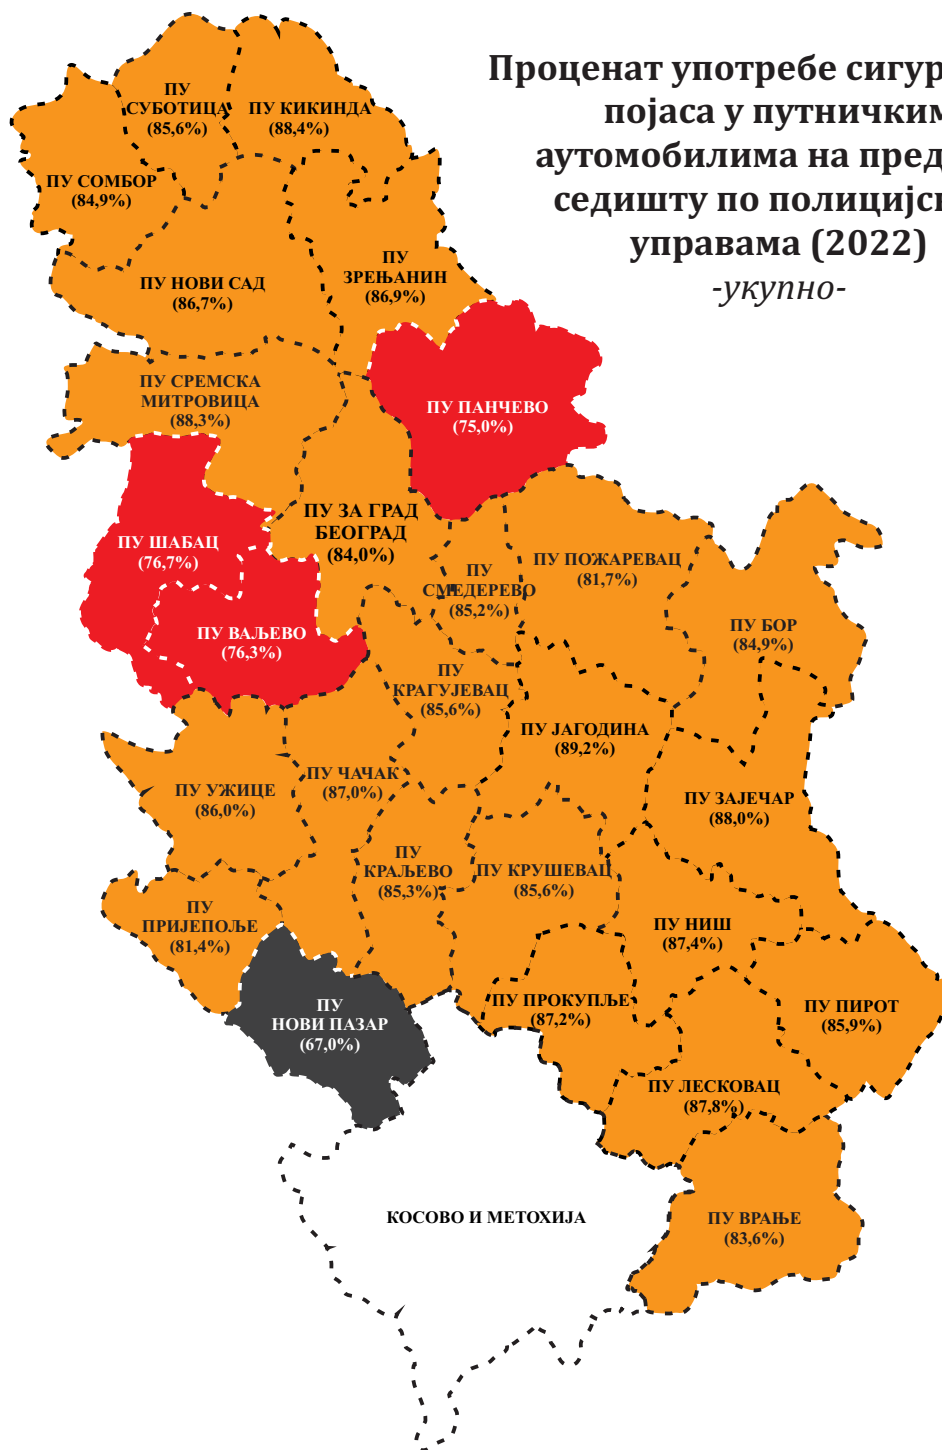 Проценат употребе
појаса у путничким
аутомобилима на
седишту по
управама (2022)
-укупно-
ПУ
СУБОТИЦА
(85,6%)
ПУ КИКИНДА
(88,4%)
ПУ СОМБОР
(84,9%)
ПУ НОВИ САД
(86,7%)
ПУ
ЗРЕЊАНИН
(86,9%)
ПУ СРЕМСКА
МИТРОВИЦА
(88,3%)
ПУ ПАНЧЕВО
(75,0%)
ПУ ШАБАЦ
(76,7%)
ПУ ЗА ГРАД
БЕОГРАД
(84,0%)
ПУ
СМЕДЕРЕВО
(85,2%)
ПУ ПОЖАРЕВАЦ
(81,7%)
ПУ ВАЉЕВО
(76,3%)
ПУ БОР
(84,9%)
ПУ
КРАГУЈЕВАЦ
(85,6%)
ПУ ЈАГОДИНА
(89,2%)
ПУ УЖИЦЕ
(86,0%)
ПУ ЧАЧАК
(87,0%)
ПУ ЗАЈЕЧАР
(88,0%)
ПУ
КРАЉЕВО
(85,3%)
ПУ КРУШЕВАЦ
(85,6%)
ПУ
ПРИЈЕПОЉЕ
(81,4%)
ПУ НИШ
(87,4%)
ПУ
НОВИ ПАЗАР
(67,0%)
ПУ ПРОКУПЉЕ
(87,2%)
ПУ ПИРОТ
(85,9%)
ПУ ЛЕСКОВАЦ
(87,8%)
КОСОВО И МЕТОХИЈА
ПУ ВРАЊЕ
(83,6%)